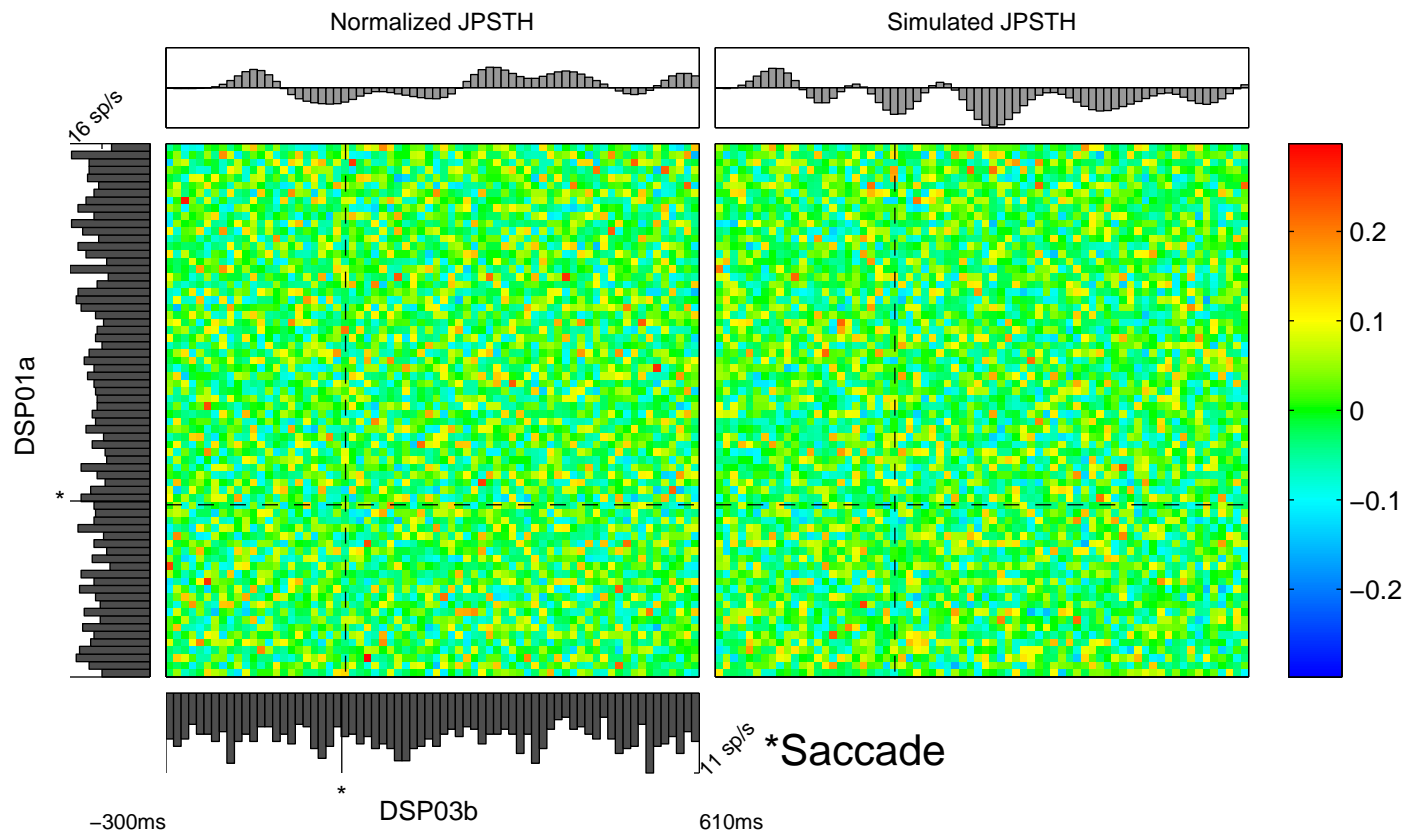 Normalized JPSTH
Simulated JPSTH
16 sp/s
DSP01a
*
0.2
0.1
0
−0.1
−0.2
11 sp/s
*Saccade
*
DSP03b
−300ms
610ms